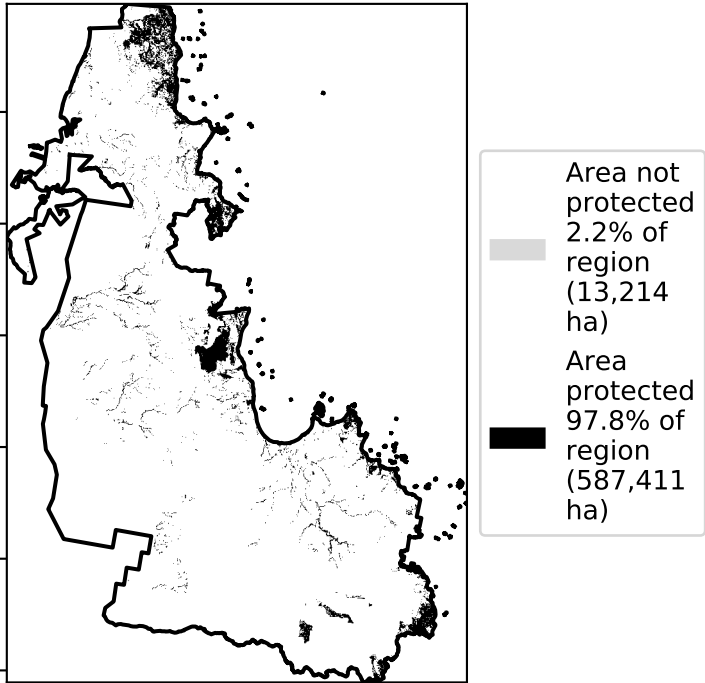 Area not
protected
2.2% of
region
(13,214
ha)
Area
protected
97.8% of
region
(587,411
ha)